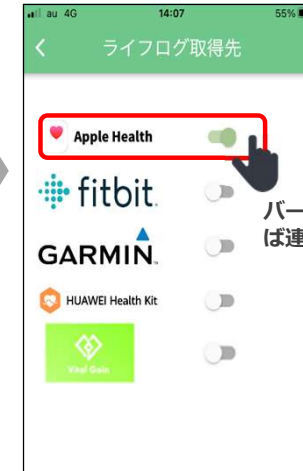 au 4G 14:07 55%
ライフログ取得先
Apple Health
fitbit.
GARMIN.
バー
ば連
HUAWEI Health Kit
Vital Gain